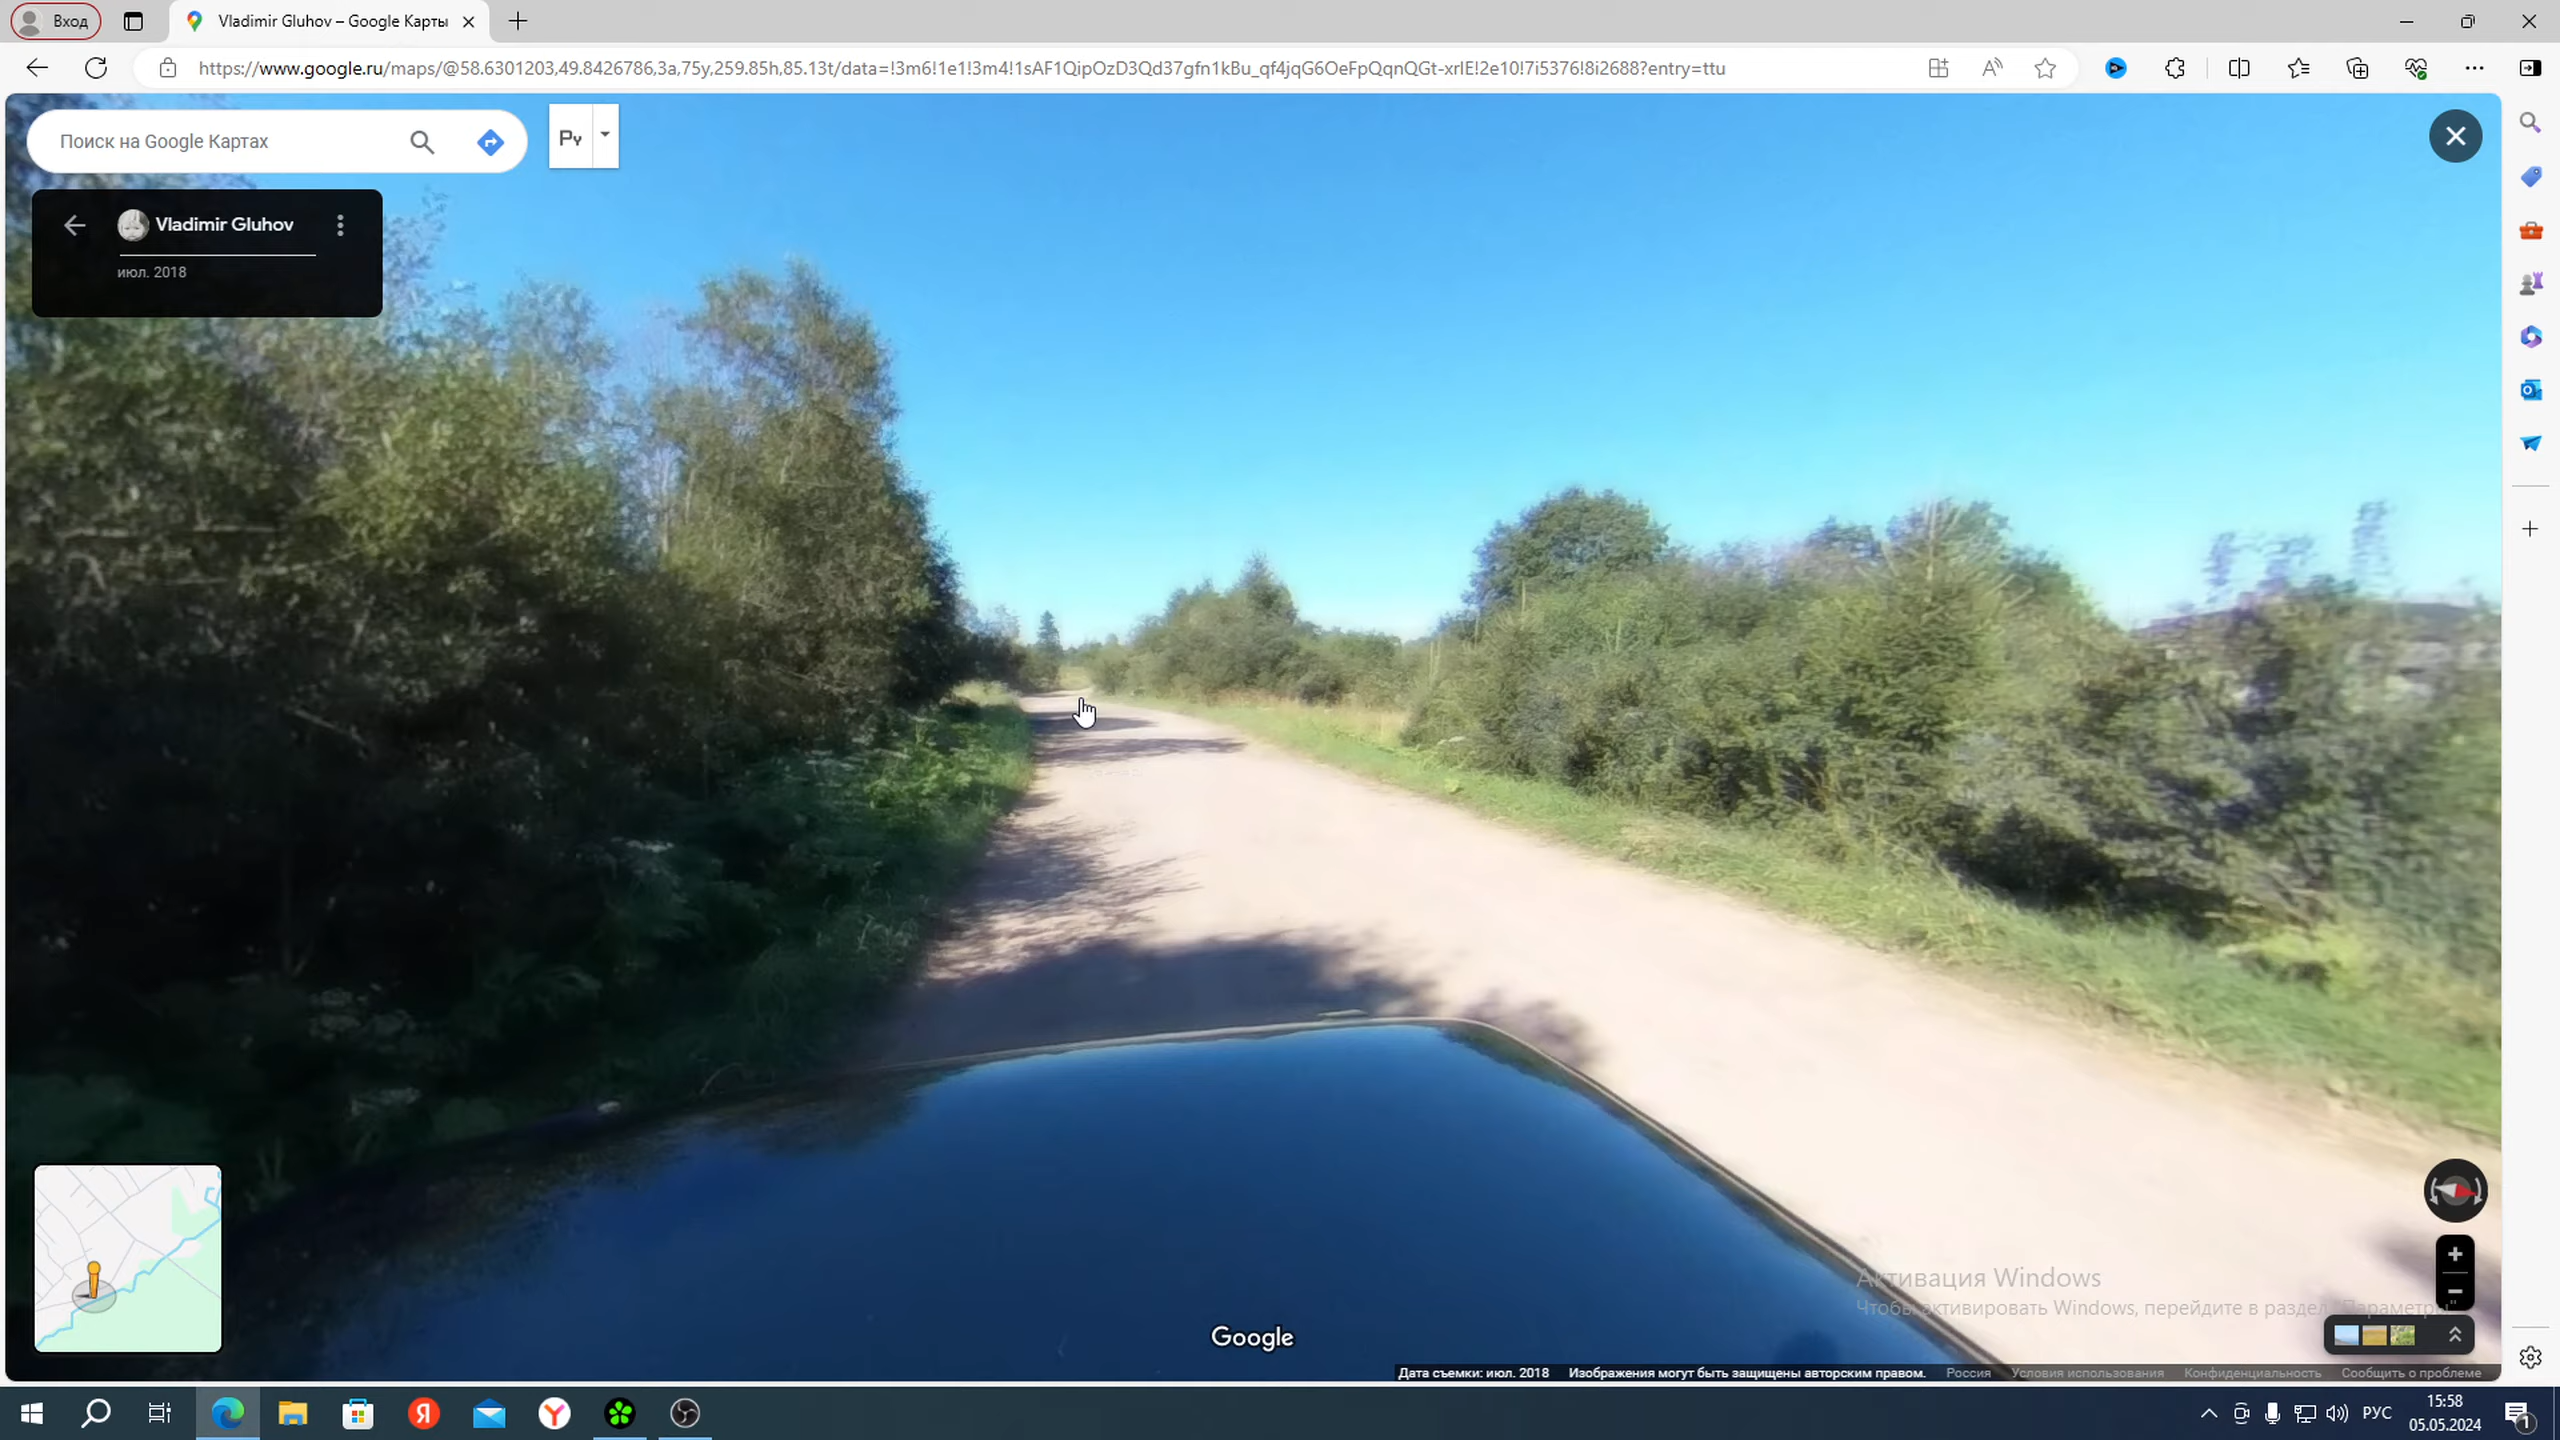 Вход
Vladimir Gluhov – Google Карты
https://www.google.ru/maps/@58.6301203,49.8426786,3a,75y,259.85h,85.13t/data=!3m6!1e1!3m4!1sAF1QipOzD3Qd37gfn1kBu_qf4jqG6OeFpQqnQGt-xrIE!2e10!7i5376!8i2688?entry=ttu
Поиск на Google Картах
Ру
Vladimir Gluhov
июл. 2018
Активация Windows
Чтобы активировать Windows, перейдите в раздел "Параметры"
Google
Дата съемки: июл. 2018 Изображения могут быть защищены авторским правом. Россия Условия использования Конфиденциальность Сообщить о проблеме
РУС
15:58
05.05.2024
1